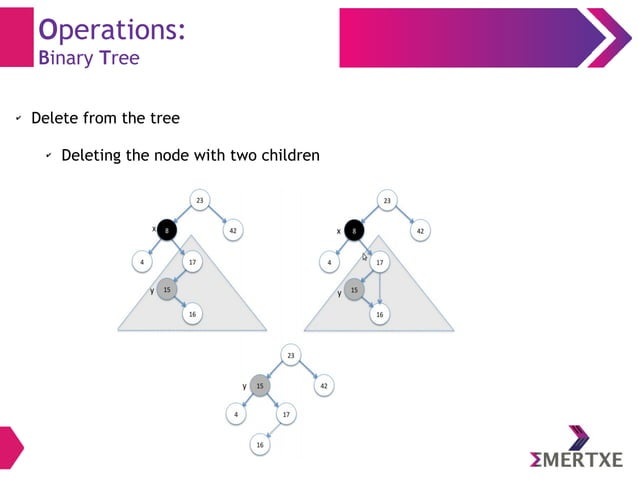 Operations:
Binary Tree
✔ Delete from the tree
✔ Deleting the node with two children
23
x 8 42
4 17
y 15
16
23
x 8 42
4 17
y 15
16
23
y 15 42
4 17
16
EMERTXE